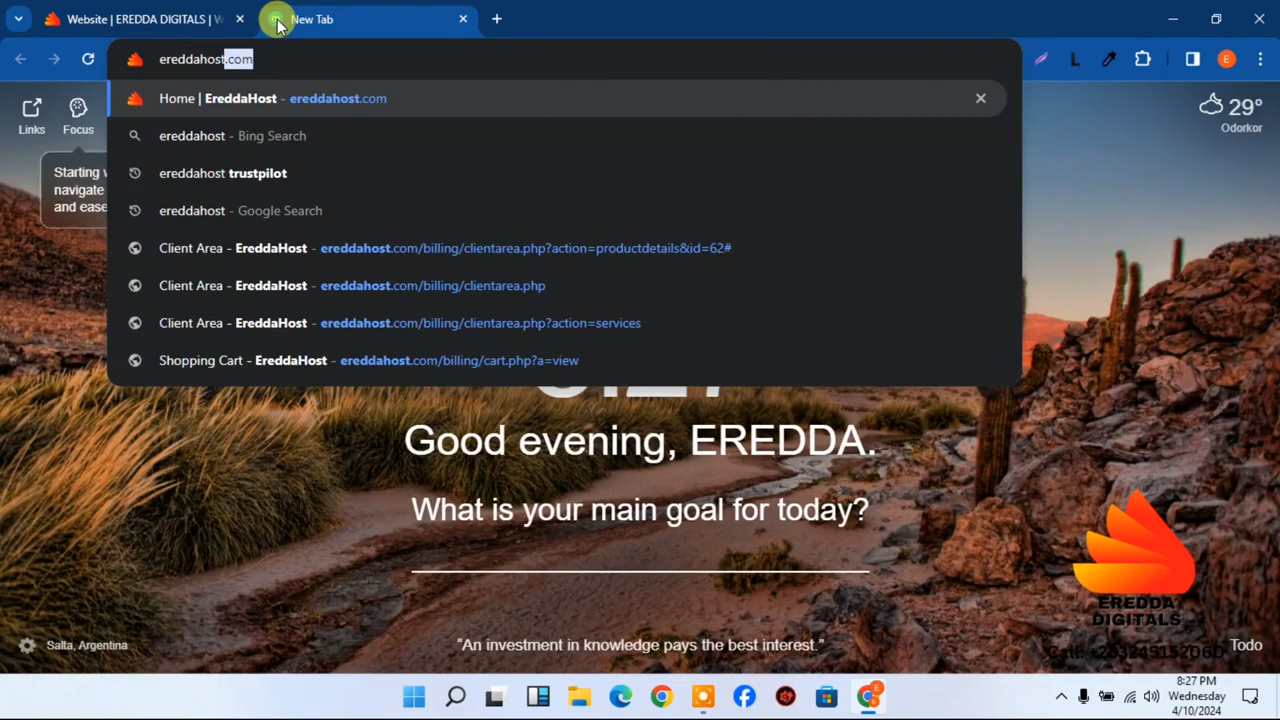 Website | EREDDA DIGITALS | W
New Tab
ereddahost.com
Home | EreddaHost - ereddahost.com
ereddahost - Bing Search
ereddahost trustpilot
ereddahost - Google Search
Client Area - EreddaHost - ereddahost.com/billing/clientarea.php?action=productdetails&id=62#
Client Area - EreddaHost - ereddahost.com/billing/clientarea.php
Client Area - EreddaHost - ereddahost.com/billing/clientarea.php?action=services
Shopping Cart - EreddaHost - ereddahost.com/billing/cart.php?a=view
Links
Focus
Starting
navigate
and ease
29°
Odorkor
Good evening, EREDDA.
What is your main goal for today?
EREDDA
DIGITALS
Salta, Argentina
“An investment in knowledge pays the best interest.”
Todo
8:27 PM
Wednesday
4/10/2024